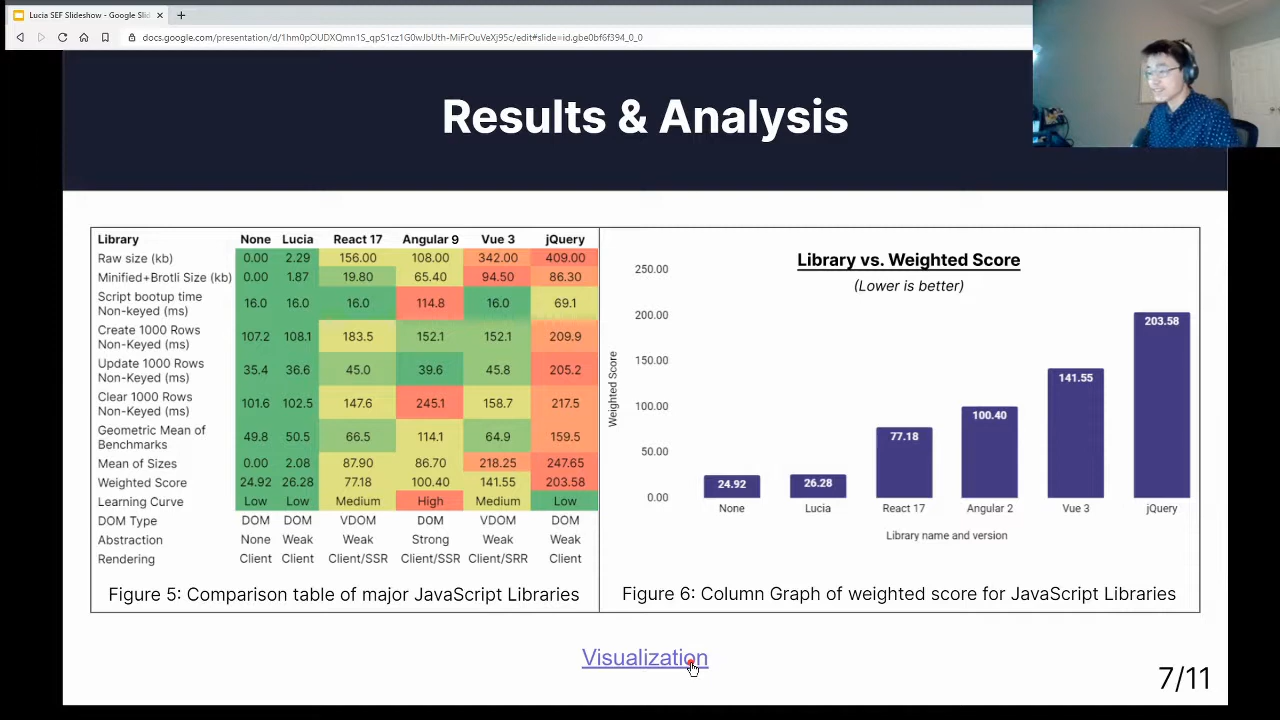 Lucia SEF Slideshow - Google Slid
docs.google.com/presentation/d/1hm0pOUDXQmn1S_qpS1cz1G0wJbUth-MiFrOuVeXj95c/edit#slide=id.gbe0bf6f394_0_0
Results & Analysis
Library None Lucia React 17 Angular 9 Vue 3 jQuery
Raw size (kb) 0.00 2.29 156.00 108.00 342.00 409.00
Minified+Brotli Size (kb) 0.00 1.87 19.80 65.40 94.50 86.30
Script bootup time
Non-keyed (ms) 16.0 16.0 16.0 114.8 16.0 69.1
Create 1000 Rows
Non-Keyed (ms) 107.2 108.1 183.5 152.1 152.1 209.9
Update 1000 Rows
Non-Keyed (ms) 35.4 36.6 45.0 39.6 45.8 205.2
Clear 1000 Rows
Non-Keyed (ms) 101.6 102.5 147.6 245.1 158.7 217.5
Geometric Mean of
Benchmarks 49.8 50.5 66.5 114.1 64.9 159.5
Mean of Sizes 0.00 2.08 87.90 86.70 218.25 247.65
Weighted Score 24.92 26.28 77.18 100.40 141.55 203.58
Learning Curve Low Low Medium High Medium Low
DOM Type DOM DOM VDOM DOM VDOM DOM
Abstraction None Weak Weak Strong Weak Weak
Rendering Client Client Client/SSR Client/SSR Client/SRR Client
Figure 5: Comparison table of major JavaScript Libraries
Library vs. Weighted Score
(Lower is better)
Weighted Score
250.00
200.00
150.00
100.00
50.00
0.00
24.92 26.28 77.18 100.40 141.55 203.58
None Lucia React 17 Angular 2 Vue 3 jQuery
Library name and version
Figure 6: Column Graph of weighted score for JavaScript Libraries
Visualization
7/11